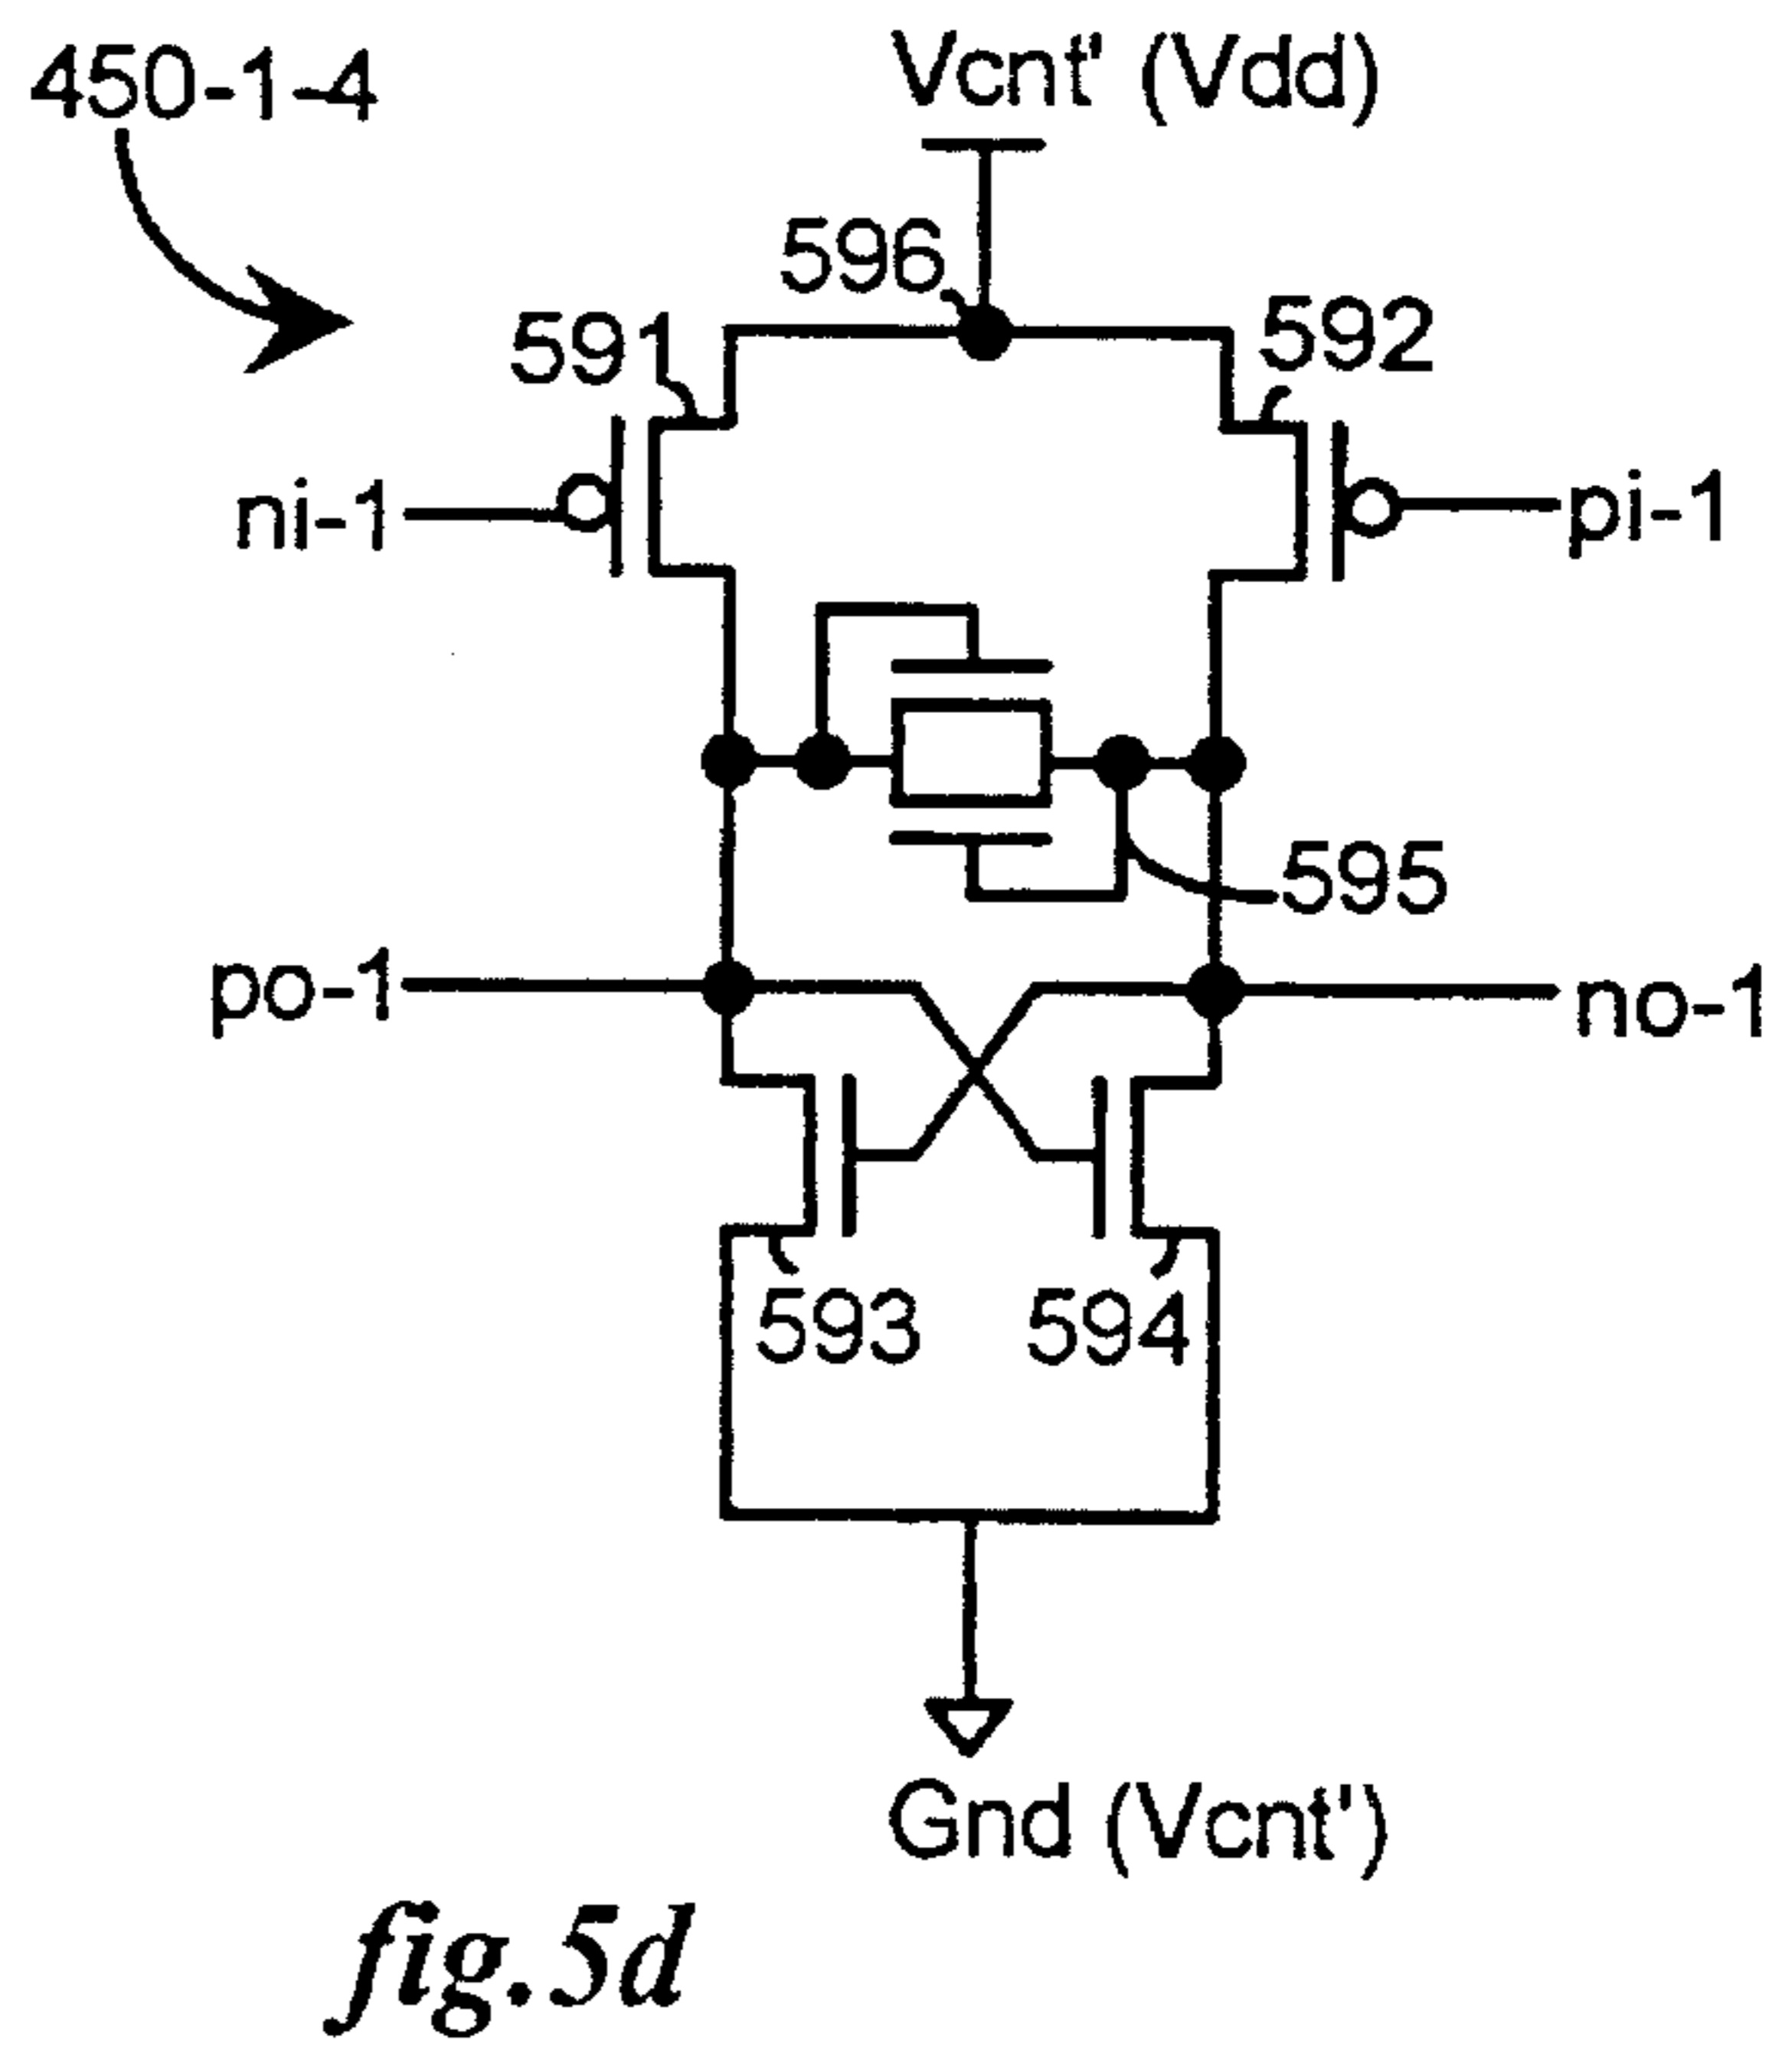 450-1-4
Vcnt' (Vdd)
596
591
592
ni-1
pi-1
595
po-1
no-1
593
594
Gnd (Vcnt')
fig.5d